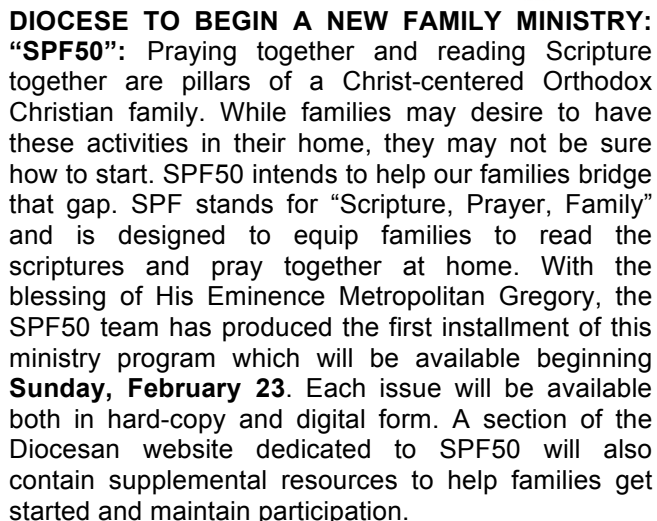 DIOCESE TO BEGIN A NEW FAMILY MINISTRY:
“SPF50”: Praying together and reading Scripture
together are pillars of a Christ-centered Orthodox
Christian family. While families may desire to have
these activities in their home, they may not be sure
how to start. SPF50 intends to help our families bridge
that gap. SPF stands for “Scripture, Prayer, Family”
and is designed to equip families to read the
scriptures and pray together at home. With the
blessing of His Eminence Metropolitan Gregory, the
SPF50 team has produced the first installment of this
ministry program which will be available beginning
Sunday, February 23. Each issue will be available
both in hard-copy and digital form. A section of the
Diocesan website dedicated to SPF50 will also
contain supplemental resources to help families get
started and maintain participation.